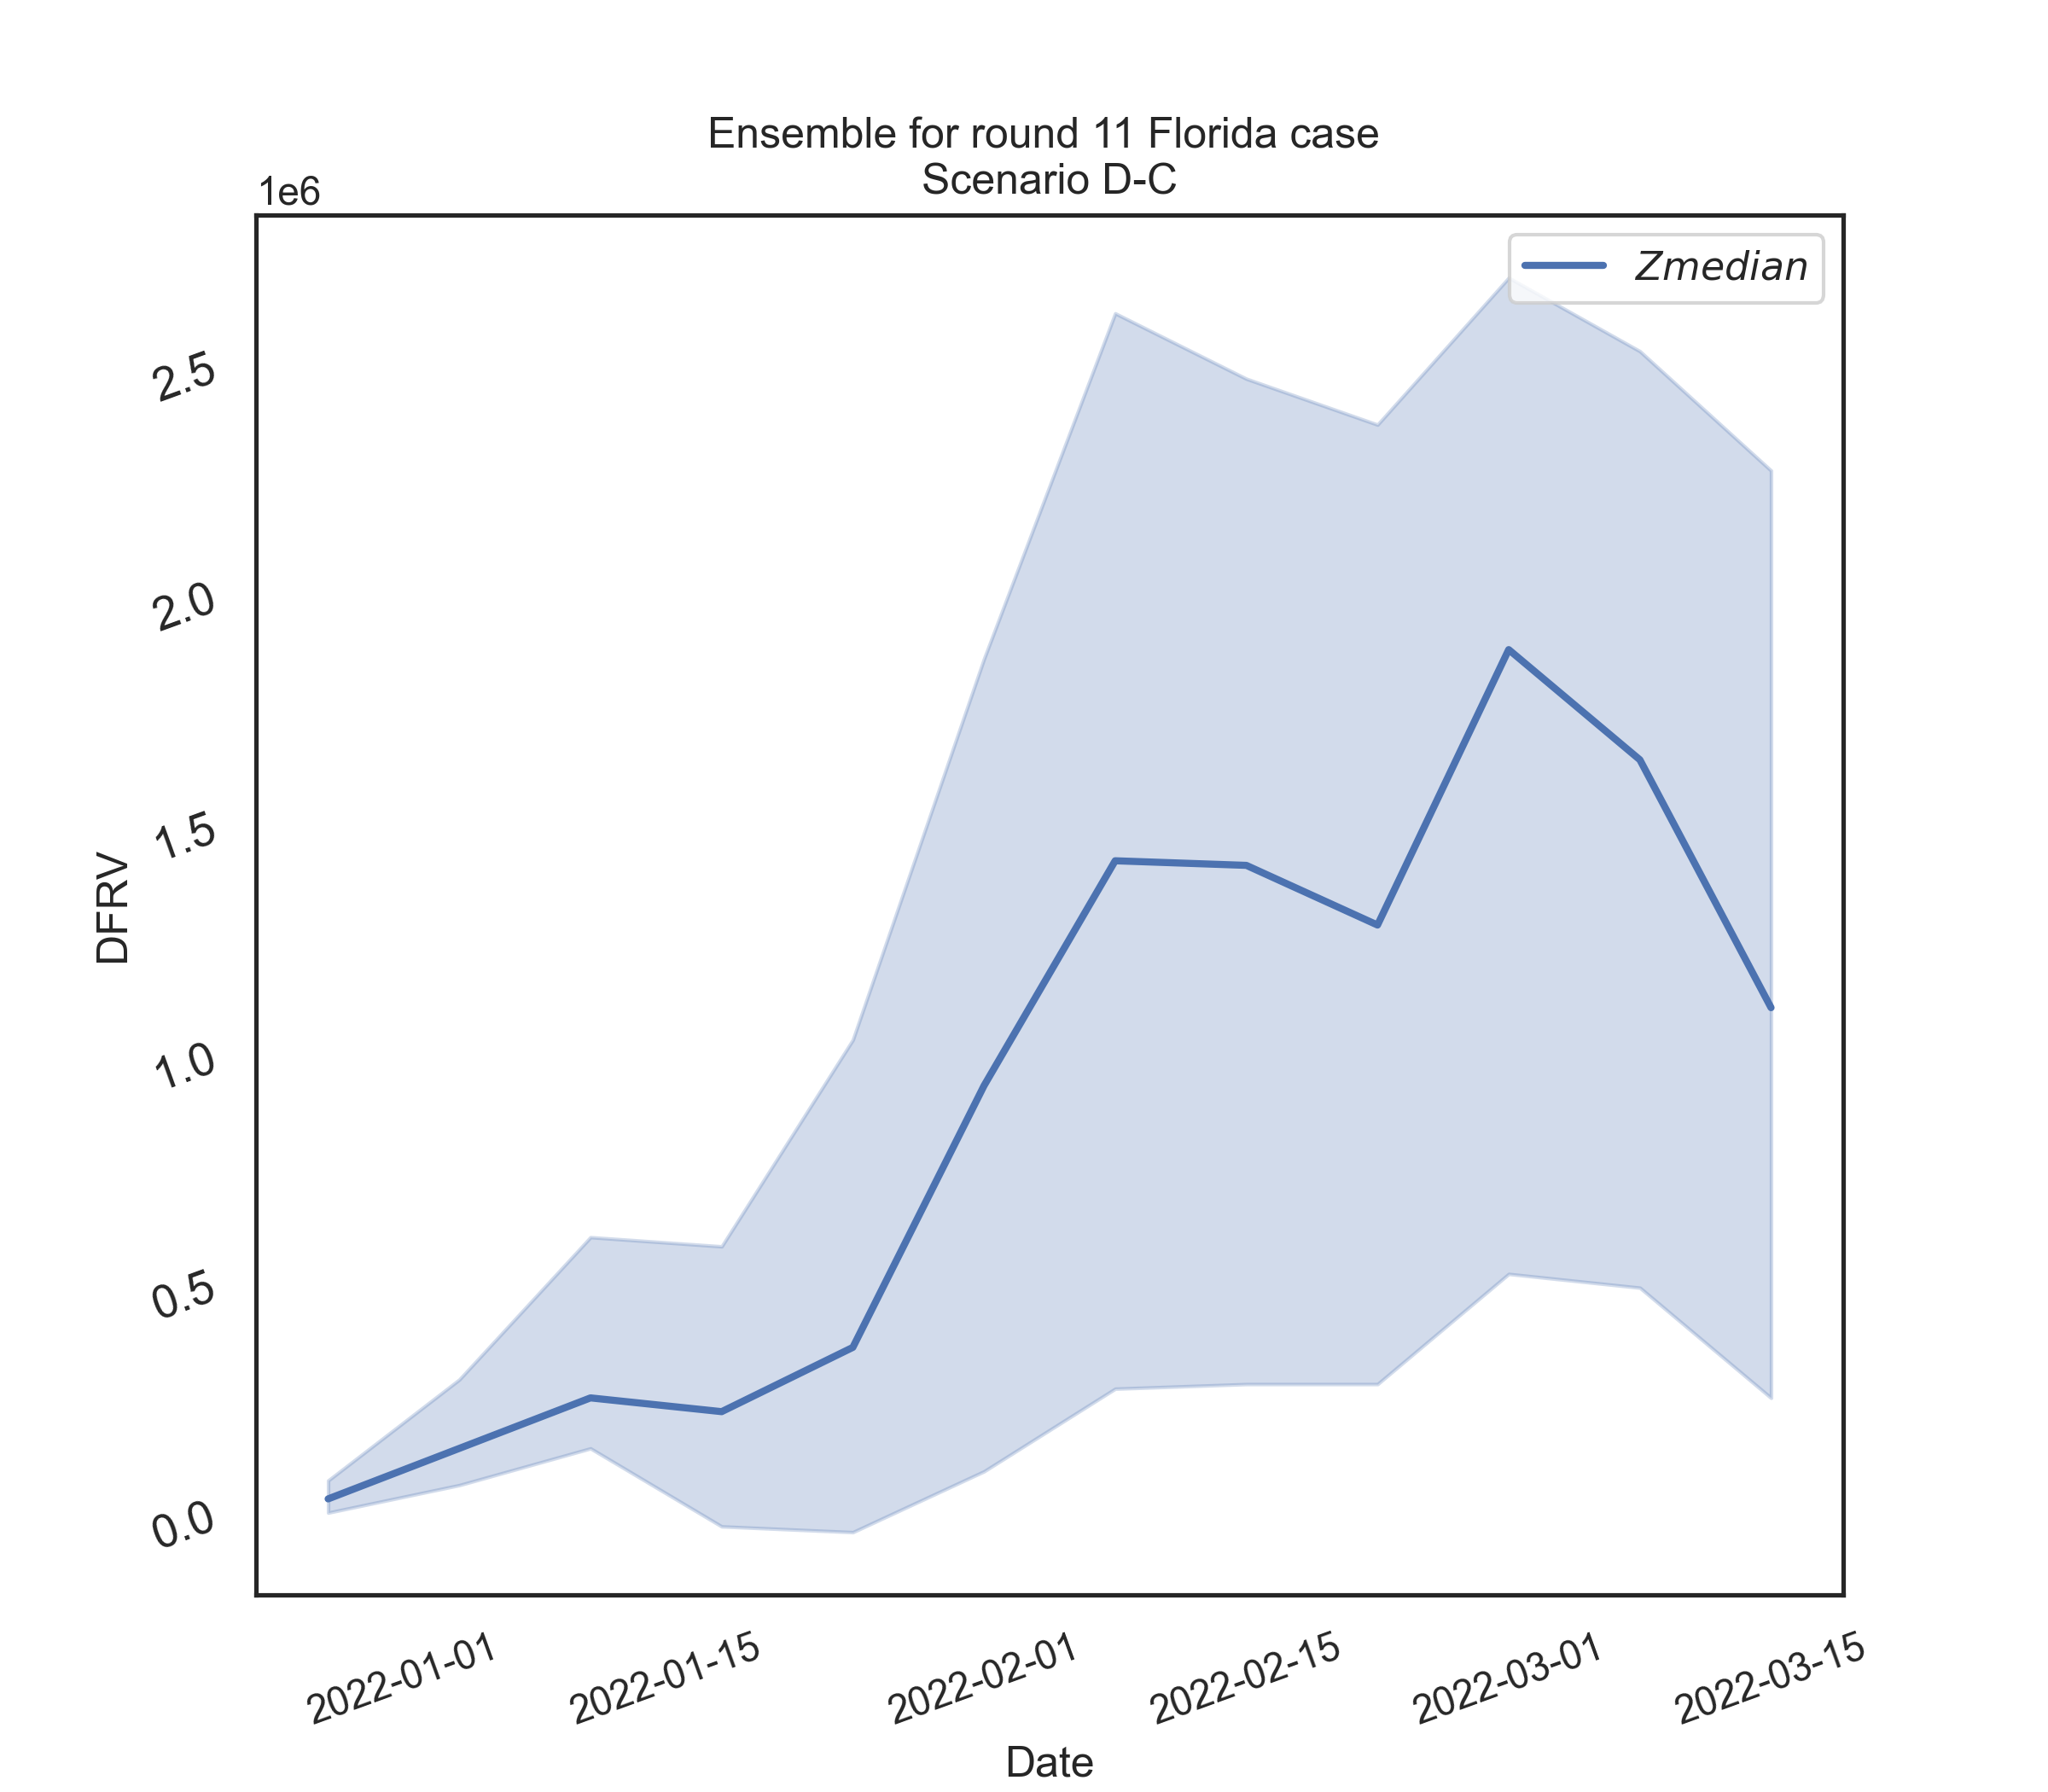 Ensemble for round 11 Florida case
Scenario D-C
1e6
Zmedian
2.5
2.0
1.5
1.0
0.5
0.0
DFRV
2022-01-01
2022-01-15
2022-02-01
2022-02-15
2022-03-01
2022-03-15
Date